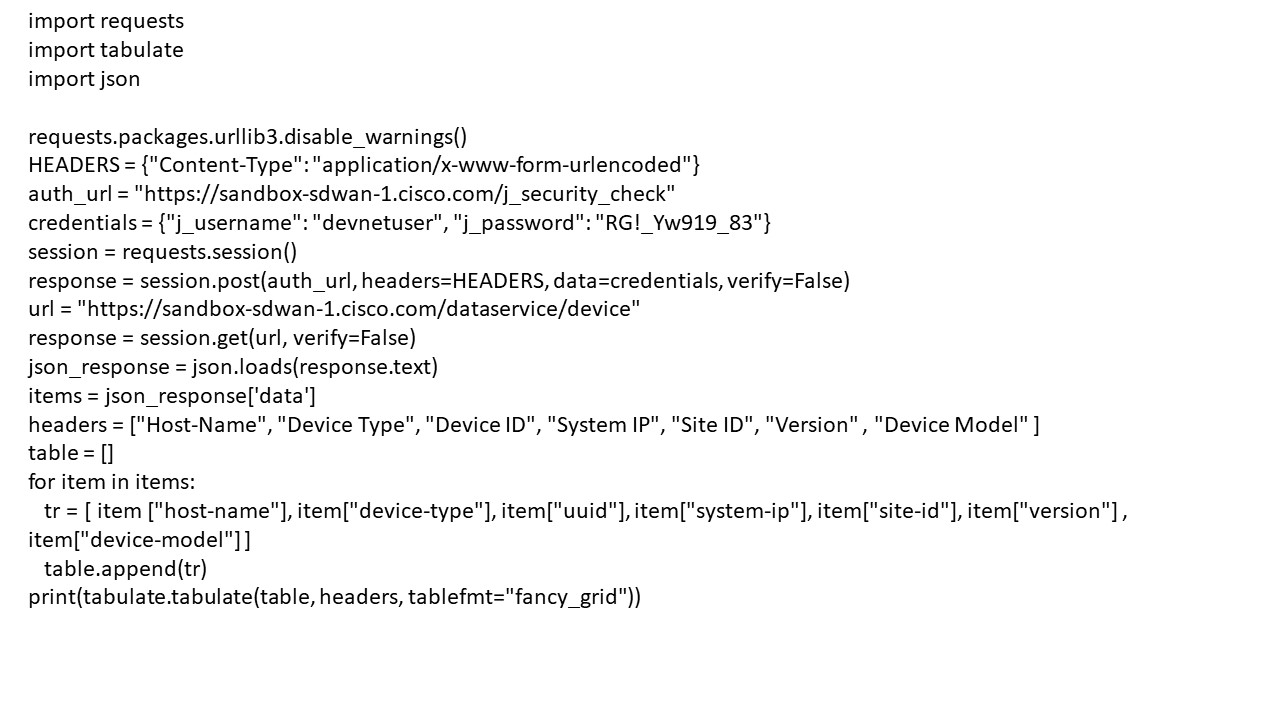 import requests
import tabulate
import json
requests.packages.urllib3.disable_warnings()
HEADERS = {"Content-Type": "application/x-www-form-urlencoded"}
auth_url = "https://sandbox-sdwan-1.cisco.com/j_security_check"
credentials = {"j_username": "devnetuser", "j_password": "RG!_Yw919_83"}
session = requests.session()
response = session.post(auth_url, headers=HEADERS, data=credentials, verify=False)
url = "https://sandbox-sdwan-1.cisco.com/dataservice/device"
response = session.get(url, verify=False)
json_response = json.loads(response.text)
items = json_response['data']
headers = ["Host-Name", "Device Type", "Device ID", "System IP", "Site ID", "Version" , "Device Model" ]
table = []
for item in items:
   tr = [ item ["host-name"], item["device-type"], item["uuid"], item["system-ip"], item["site-id"], item["version"] ,
item["device-model"] ]
   table.append(tr)
print(tabulate.tabulate(table, headers, tablefmt="fancy_grid"))